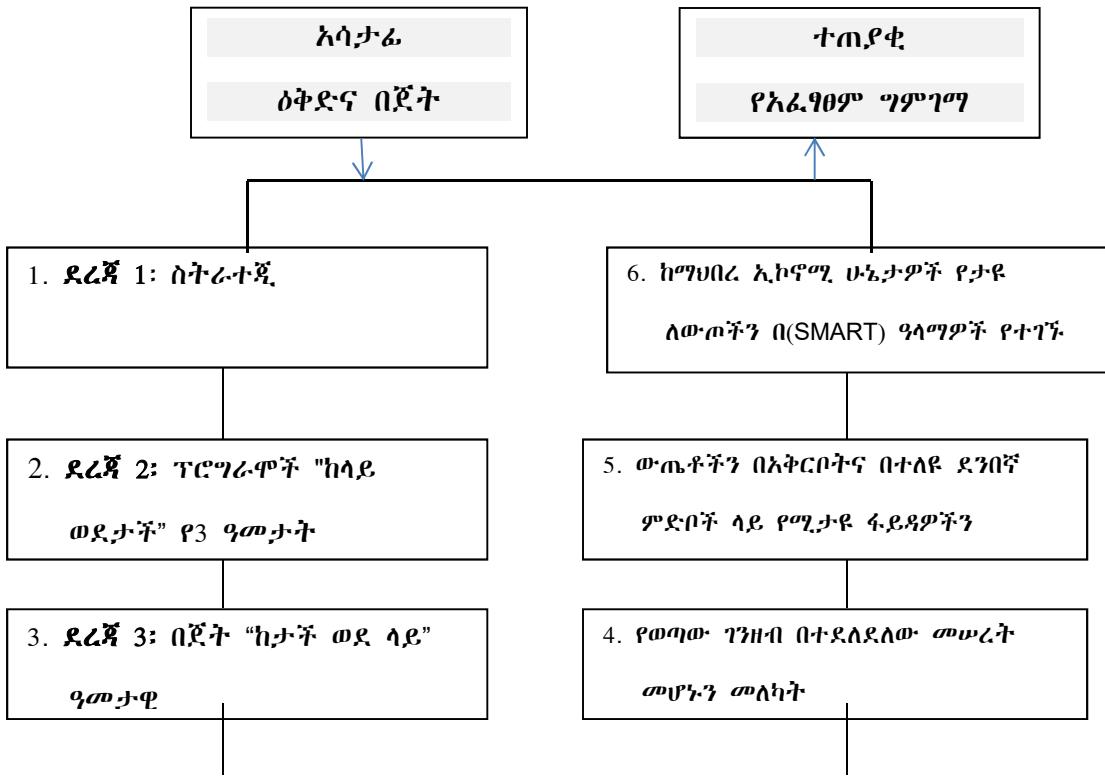 አሳታፊ
ዕቅድና በጀት
ተጠያቂ
የአፈፃፀም ግምገማ
1. ደረጃ 1፡ ስትራተጂ
2. ደረጃ 2፡ ፕሮግራሞች "ከላይ
ወደታች” የ3 ዓመታት
3. ደረጃ 3፡ በጀት “ከታች ወደ ላይ”
ዓመታዊ
6. ከማህበረ ኢኮኖሚ ሁኔታዎች የታዩ
ለውጦችን በ(SMART) ዓላማዎች የተገኙ
5. ውጤቶችን በአቅርቦትና በተለዩ ደንበኛ
ምድቦች ላይ የሚታዩ ፋይዳዎችን
4. የወጣው ገንዘብ በተደለደለው መሠረት
መሆኑን መለካት